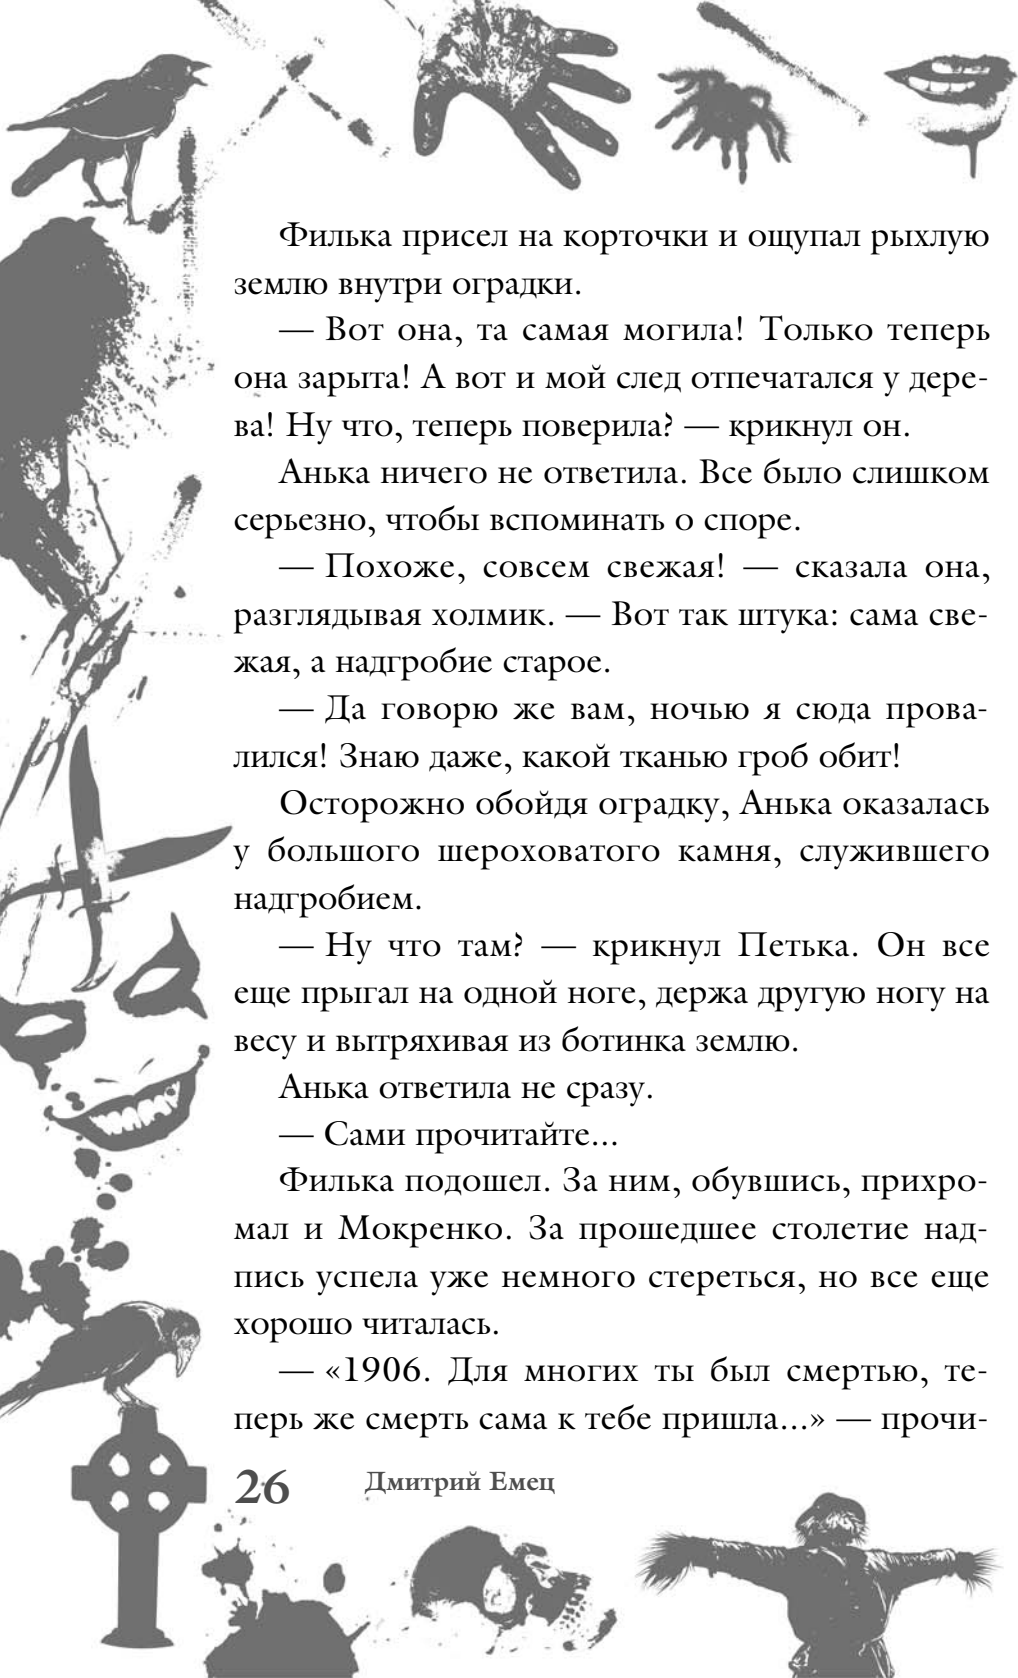 Филька присел на корточки и ощупал рыхлую
землю внутри оградки.
— Вот она, та самая могила! Только теперь
она зарыта! А вот и мой след отпечатался у дере-
ва! Ну что, теперь поверила? — крикнул он.
Анька ничего не ответила. Все было слишком
серьезно, чтобы вспоминать о споре.
— Похоже, совсем свежая! — сказала она,
разглядывая холмик. — Вот так штука: сама све-
жая, а надгробие старое.
— Да говорю же вам, ночью я сюда прова-
лился! Знаю даже, какой тканью гроб обит!
Осторожно обойдя оградку, Анька оказалась
у большого шероховатого камня, служившего
надгробием.
— Ну что там? — крикнул Петька. Он все
еще прыгал на одной ноге, держа другую ногу на
весу и вытряхивая из ботинка землю.
Анька ответила не сразу.
— Сами прочитайте...
Филька подошел. За ним, обувшись, прихро-
мал и Мокренко. За прошедшее столетие над-
пись успела уже немного стереться, но все еще
хорошо читалась.
— «1906. Для многих ты был смертью, те-
перь же смерть сама к тебе пришла...» — прочи-
26 Дмитрий Емец